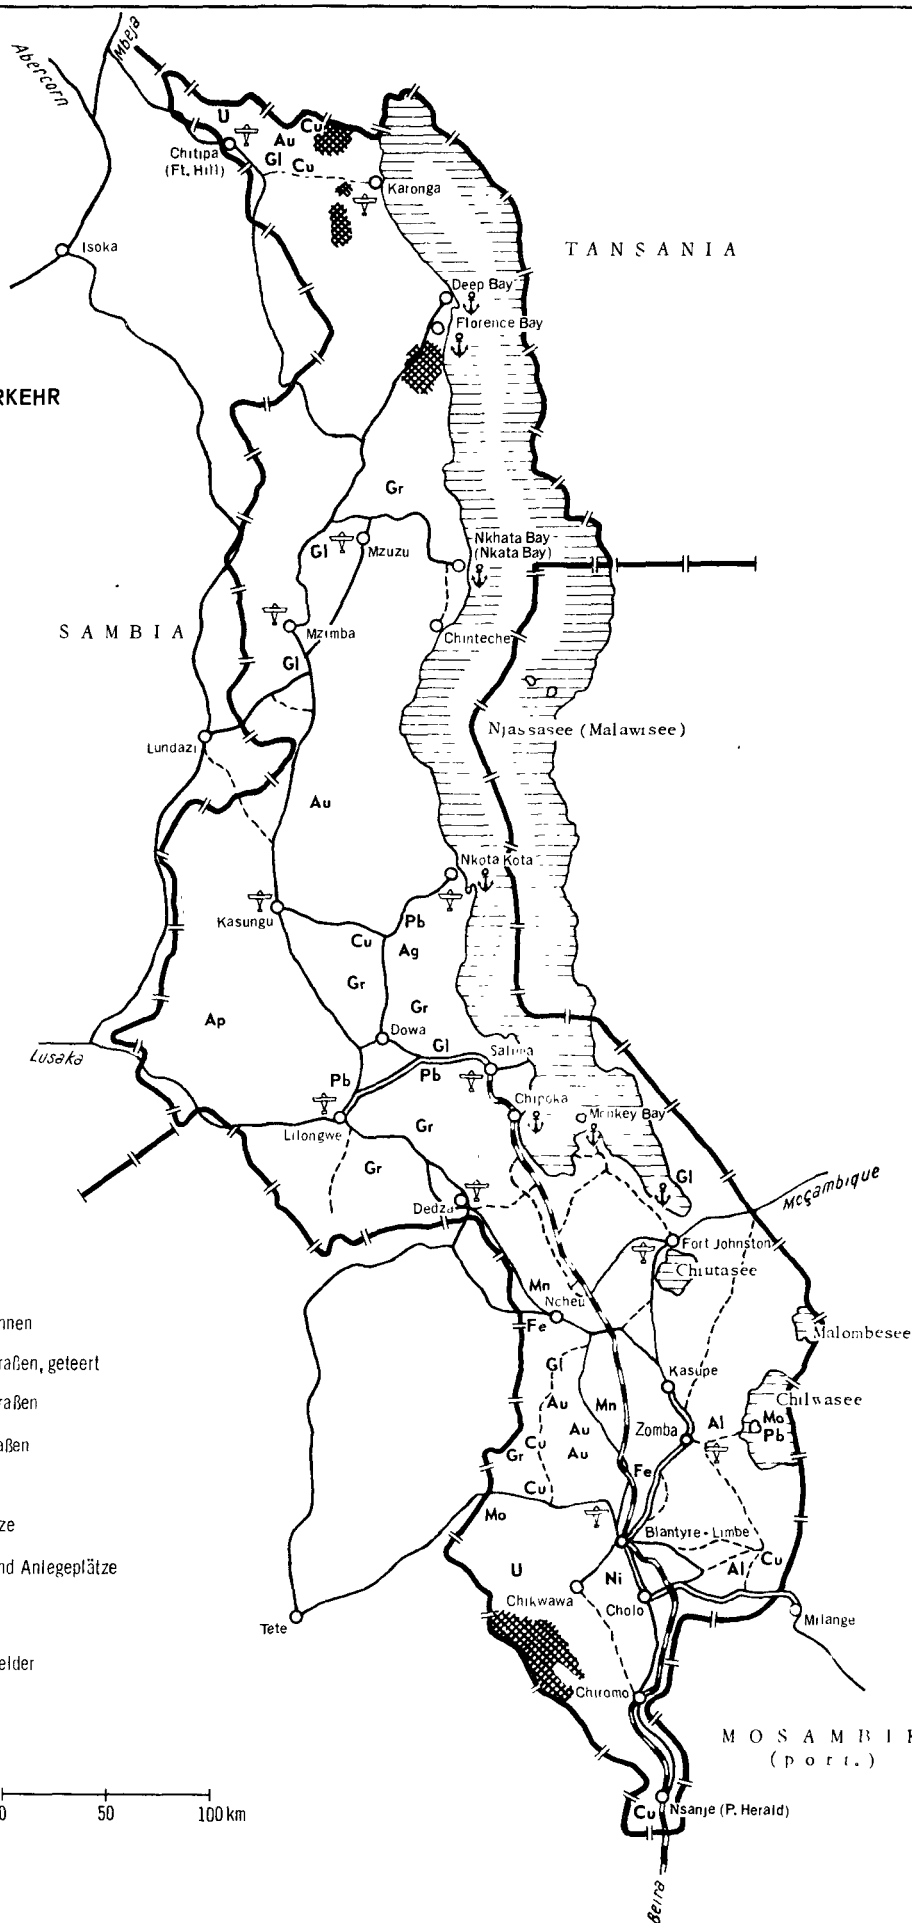 Mbeja
Abercorn
U
Cu
Au
Chitipa
(Ft. Hill)
Gl
Cu
Karonga
Isoka
TANSANIA
Deep Bay
Florence Bay
RKEHR
Gr
Nkhata Bay
(Nkata Bay)
Gl
Mzuzu
SAMBIA
Mzimba
Chinteche
Gl
Njassasee (Malawisee)
Lundazi
Au
Nkota Kota
Kasungu
Pb
Cu
Ag
Gr
Gr
Ap
Dowa
Lusaka
Gl
Salima
Pb
Pb
Chipoka
Monkey Bay
Lilongwe
Gr
Gr
Gl
Moçambique
Dedza
Fort Johnston
Chiutasee
Mn
Ncheu
nnen
Fe
Malombesee
raßen, geteert
Gl
Kasupe
Chilwasee
raßen
Au
Mn
Mo
Al
Zomba
Au
Pb
aßen
Cu
Au
Gr
Fe
Cu
Mo
ze
Blantyre-Limbe
nd Anlegeplätze
U
Ni
Al
Cu
Chikwawa
Cholo
Tete
Milange
elder
Chiromo
MOSAMBIK
(port.)
0 50 100 km
Cu
Nsanje (P. Herald)
Beira